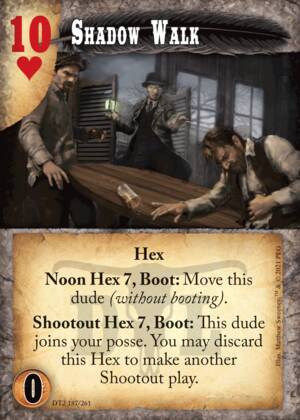 10
SHADOW WALK
Hex
Noon Hex 7, Boot: Move this
dude (without booting).
Shootout Hex 7, Boot: This dude
joins your posse. You may discard
this Hex to make another
Shootout play.
0
DT2 187/261